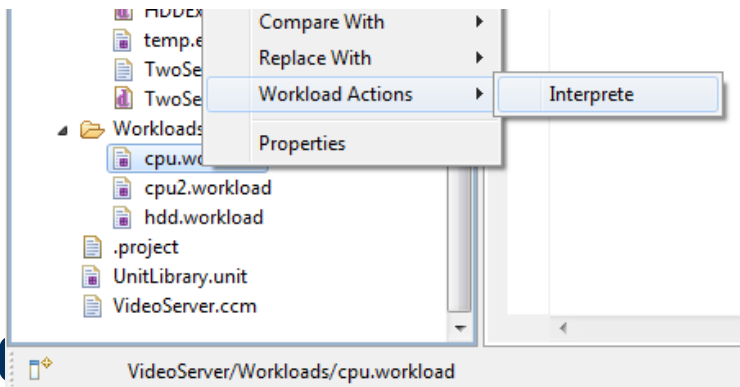 Compare With
temp.e
Replace With
TwoSe
TwoSe
Workload Actions
Interprete
Workloads
Properties
cpu.wo
cpu2.workload
hdd.workload
.project
UnitLibrary.unit
VideoServer.ccm
VideoServer/Workloads/cpu.workload